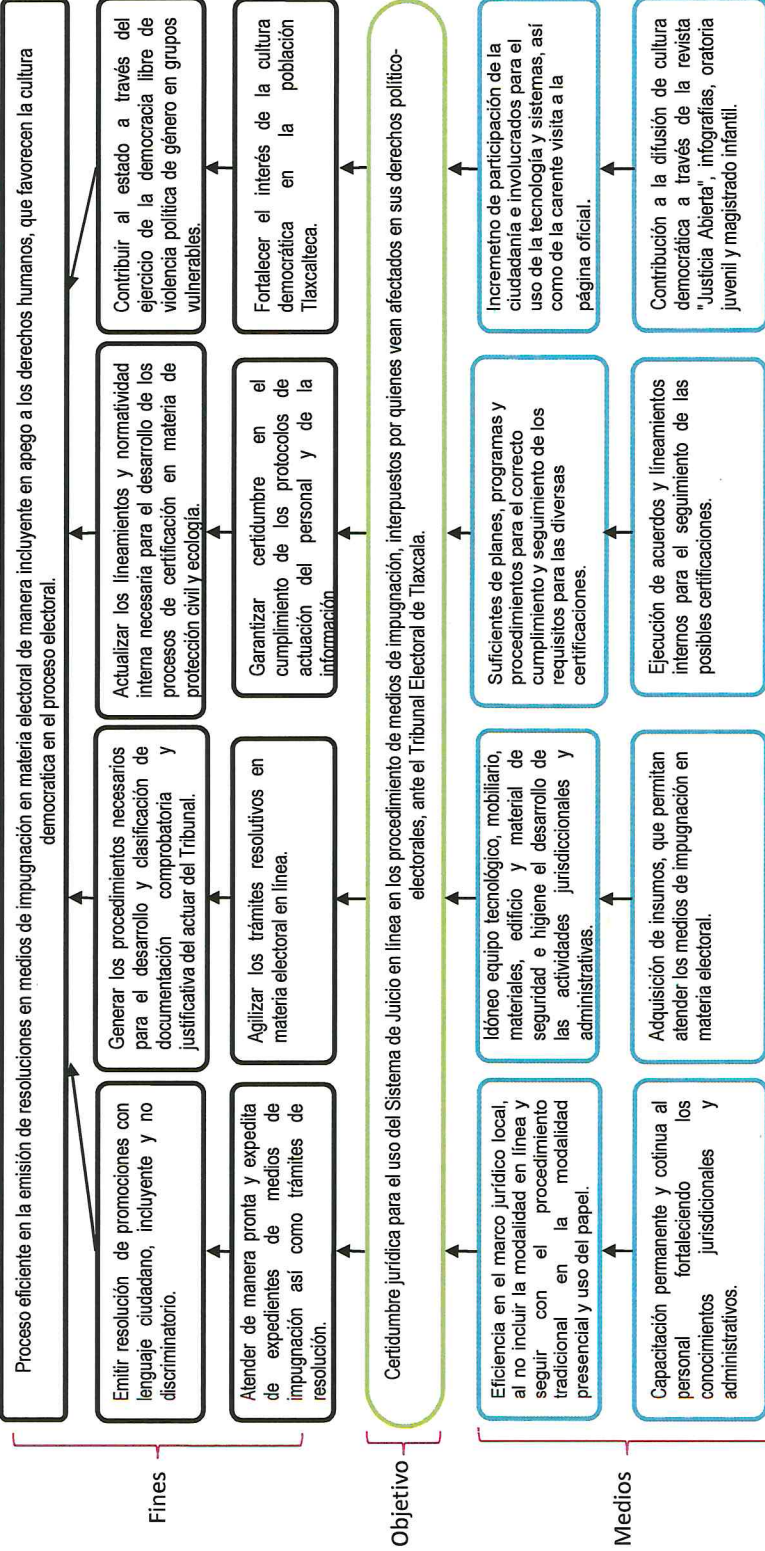 Fines
Proceso eficiente en la emisión de resoluciones en medios de impugnación en materia electoral de manera incluyente en apego a los derechos humanos, que favorecen la cultura
democratica en el proceso electoral.
Emitir resolución de promociones con
lenguaje ciudadano, incluyente y no
discriminatorio.
Generar los procedimientos necesarios
para el desarrollo y clasificación de
documentación comprobatoria y
justificativa del actuar del Tribunal.
Actualizar los lineamientos y normatividad
interna necesaria para el desarrollo de los
procesos de certificación en materia de
protección civil y ecología.
Contribuir al estado a través del
ejercicio de la democracia libre de
violencia política de género en grupos
vulnerables.
Atender de manera pronta y expedita
de expedientes de medios de
impugnación así como trámites de
resolución.
Agilizar los trámites resolutivos en
materia electoral en línea.
Garantizar certidumbre en el
cumplimiento de los protocolos de
actuación del personal y de la
información
Fortalecer el interés de la cultura
democrática en la población
Tlaxcalteca.
Objetivo
Certidumbre jurídica para el uso del Sistema de Juicio en línea en los procedimiento de medios de impugnación, interpuestos por quienes vean afectados en sus derechos político-
electorales, ante el Tribunal Electoral de Tlaxcala.
Medios
Eficiencia en el marco jurídico local,
al no incluir la modalidad en línea y
seguir con el procedimiento
tradicional en la modalidad
presencial y uso del papel.
Idóneo equipo tecnológico, mobiliario,
materiales, edificio y material de
seguridad e higiene el desarrollo de
las actividades jurisdiccionales y
administrativas.
Suficientes de planes, programas y
procedimientos para el correcto
cumplimiento y seguimiento de los
requisitos para las diversas
certificaciones.
Incremetno de participación de la
ciudadanía e involucrados para el
uso de la tecnología y sistemas, así
como de la carente visita a la
página oficial.
Capacitación permanente y cotinua al
personal fortaleciendo los
conocimientos jurisdicionales y
administrativos.
Adquisición de insumos, que permitan
atender los medios de impugnación en
materia electoral.
Ejecución de acuerdos y lineamientos
internos para el seguimiento de las
posibles certificaciones.
Contribución a la difusión de cultura
democrática a través de la revista
"Justicia Abierta", infografías, oratoria
juvenil y magistrado infantil.